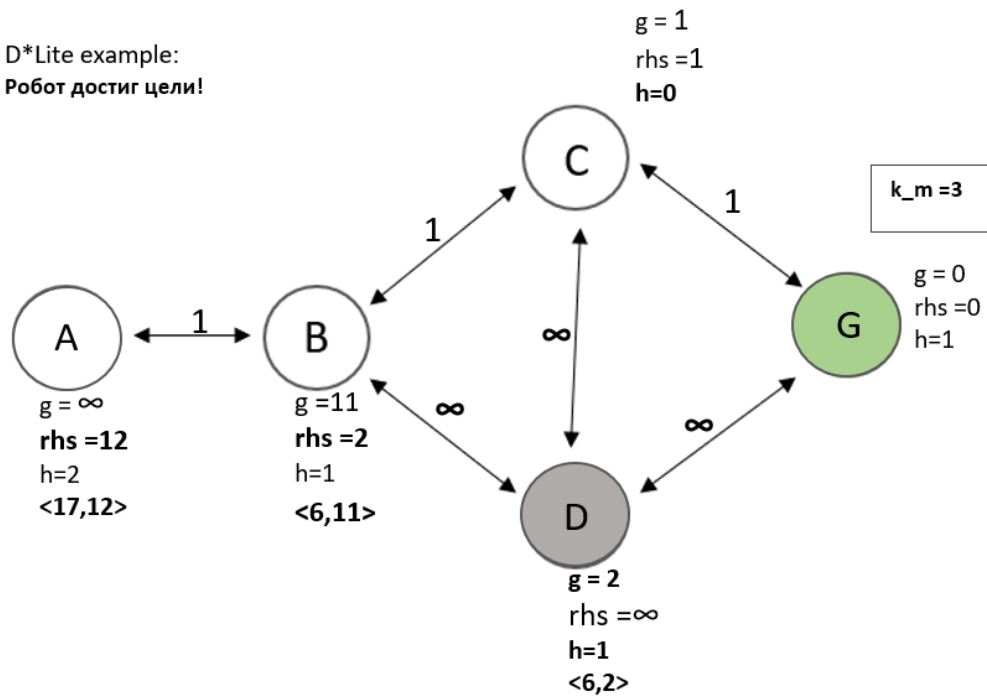 D*Lite example:
Робот достиг цели!
g = 1
rhs =1
h=0
C
k_m =3
1
1
g = 0
rhs =0
h=1
G
A
1
B
∞
g = ∞
rhs =12
h=2
<17,12>
g =11
rhs =2
h=1
<6,11>
∞
∞
D
g = 2
rhs =∞
h=1
<6,2>